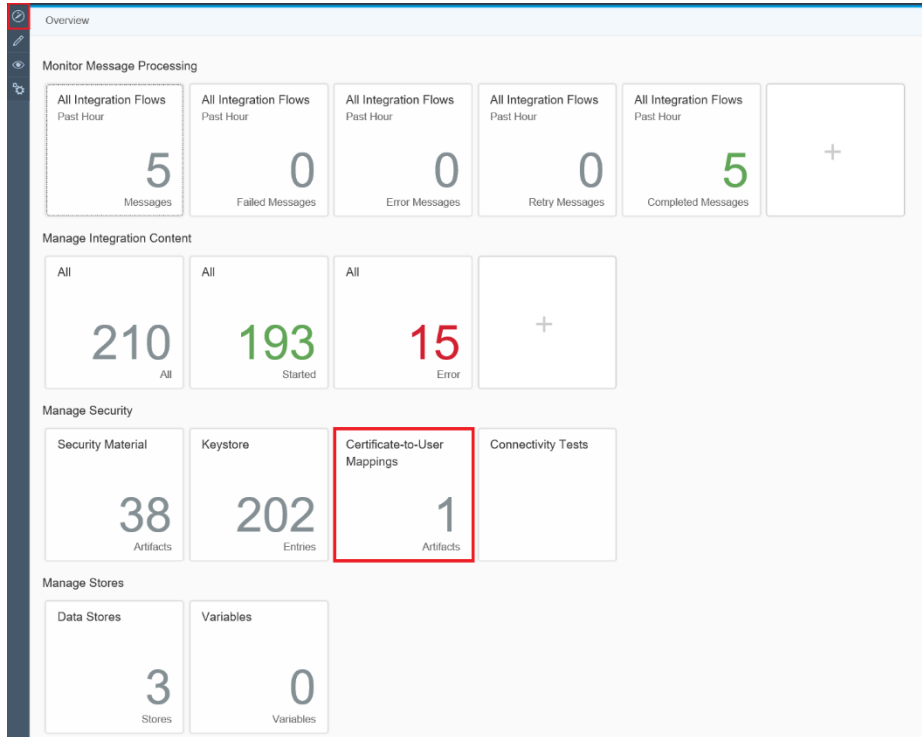 Overview
Monitor Message Processing
All Integration Flows
Past Hour
5
Messages
All Integration Flows
Past Hour
0
Failed Messages
All Integration Flows
Past Hour
0
Error Messages
All Integration Flows
Past Hour
0
Retry Messages
All Integration Flows
Past Hour
5
Completed Messages
+
Manage Integration Content
All
210
All
All
193
Started
All
15
Error
+
Manage Security
Security Material
38
Artifacts
Keystore
202
Entries
Certificate-to-User
Mappings
1
Artifacts
Connectivity Tests
Manage Stores
Data Stores
3
Stores
Variables
0
Variables